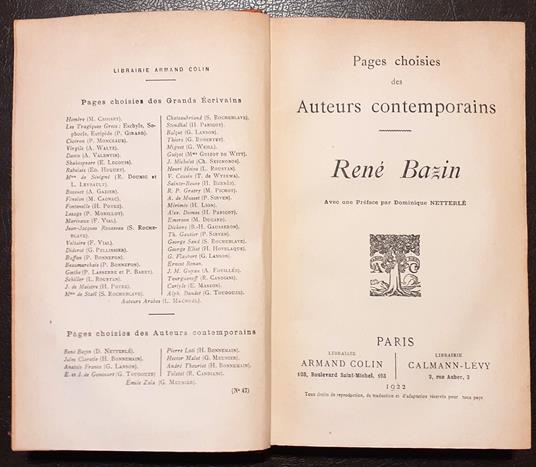 LIBRAIRIE ARMAND COLIN
Pages choisies des Grands Écrivains
Homère (M. CROISET).
Les Tragiques Grecs : Eschyle, Sophocle, Euripide (P. GIRARD).
Cicéron (P. MONCEAUX).
Virgile (A. WALTZ).
Dante (A. VALENTIN).
Shakespeare (E. LEGOUIS).
Rabelais (Ed. HUGUET).
Mme de Sévigné (R. DOUMIC et L. LEVRAULT).
Bossuet (A. GASIER).
Fénelon (M. CAGNAC).
Fontenelle (H. POTEZ).
Lesage (P. MORILLOT).
Marivaux (F. VIAL).
Jean-Jacques Rousseau (S. ROCHEBLAVE).
Voltaire (F. VIAL).
Diderot (G. PELLISSIER).
Buffon (P. BONNEFON).
Beaumarchais (P. BONNEFON).
Gœthe (P. LASSERRE et P. BARET).
Schiller (L. ROUSTAN).
J. de Maistre (H. POTEZ).
Mme de Staël (S. ROCHEBLAVE).
Chateaubriand (S. ROCHEBLAVE).
Stendhal (H. PARIGOT).
Balzac (G. LANSON).
Thiers (G. ROBERTET).
Mignet (G. WEILL).
Guizot (Mme GUIZOT DE WITT).
J. Michelet (Ch. SEIGNOBOS).
Henri Heine (L. ROUSTAN).
V. Cousin (T. DE WYZEWA).
Sainte-Beuve (H. BERNÈS).
R. P. Gratry (M. PICHOT).
A. de Musset (P. SIRVEN).
Mérimée (H. LION).
Alex. Dumas (H. PARIGOT).
Emerson (M. DUGARD).
Dickens (B.-H. GAUSSERON).
Th. Gautier (P. SIRVEN).
George Sand (S. ROCHEBLAVE).
George Eliot (H. HOVELAQUE).
G. Flaubert (G. LANSON).
Ernest Renan.
J. M. Guyau (A. FOUILLÉE).
Tourgueneff (R. CANDIANI).
Carlyle (E. MASSON).
Alph. Daudet (G. TOUDOUZE).
Auteurs Arabes (L. MACHUEL).
Pages choisies des Auteurs contemporains
René Bazin (D. NETTERLÉ).
Jules Claretie (H. BONNEMAIN).
Anatole France (G. LANSON).
E. et J. de Goncourt (G. TOUDOUZE).
Pierre Loti (H. BONNEMAIN).
Hector Malot (G. MEUNIER).
André Theuriet (H. BONNEMAIN).
Tolstoï (R. CANDIANI).
Emile Zola (G. MEUNIER).
(N° 47)
Pages choisies
des
Auteurs contemporains
René Bazin
Avec une Préface par Dominique NETTERLÉ
A C
PARIS
LIBRAIRIE
ARMAND COLIN
103, Boulevard Saint-Michel, 103
LIBRAIRIE
CALMANN-LÉVY
3, rue Auber, 3
1922
Tous droits de reproduction, de traduction et d'adaptation réservés pour tous pays.